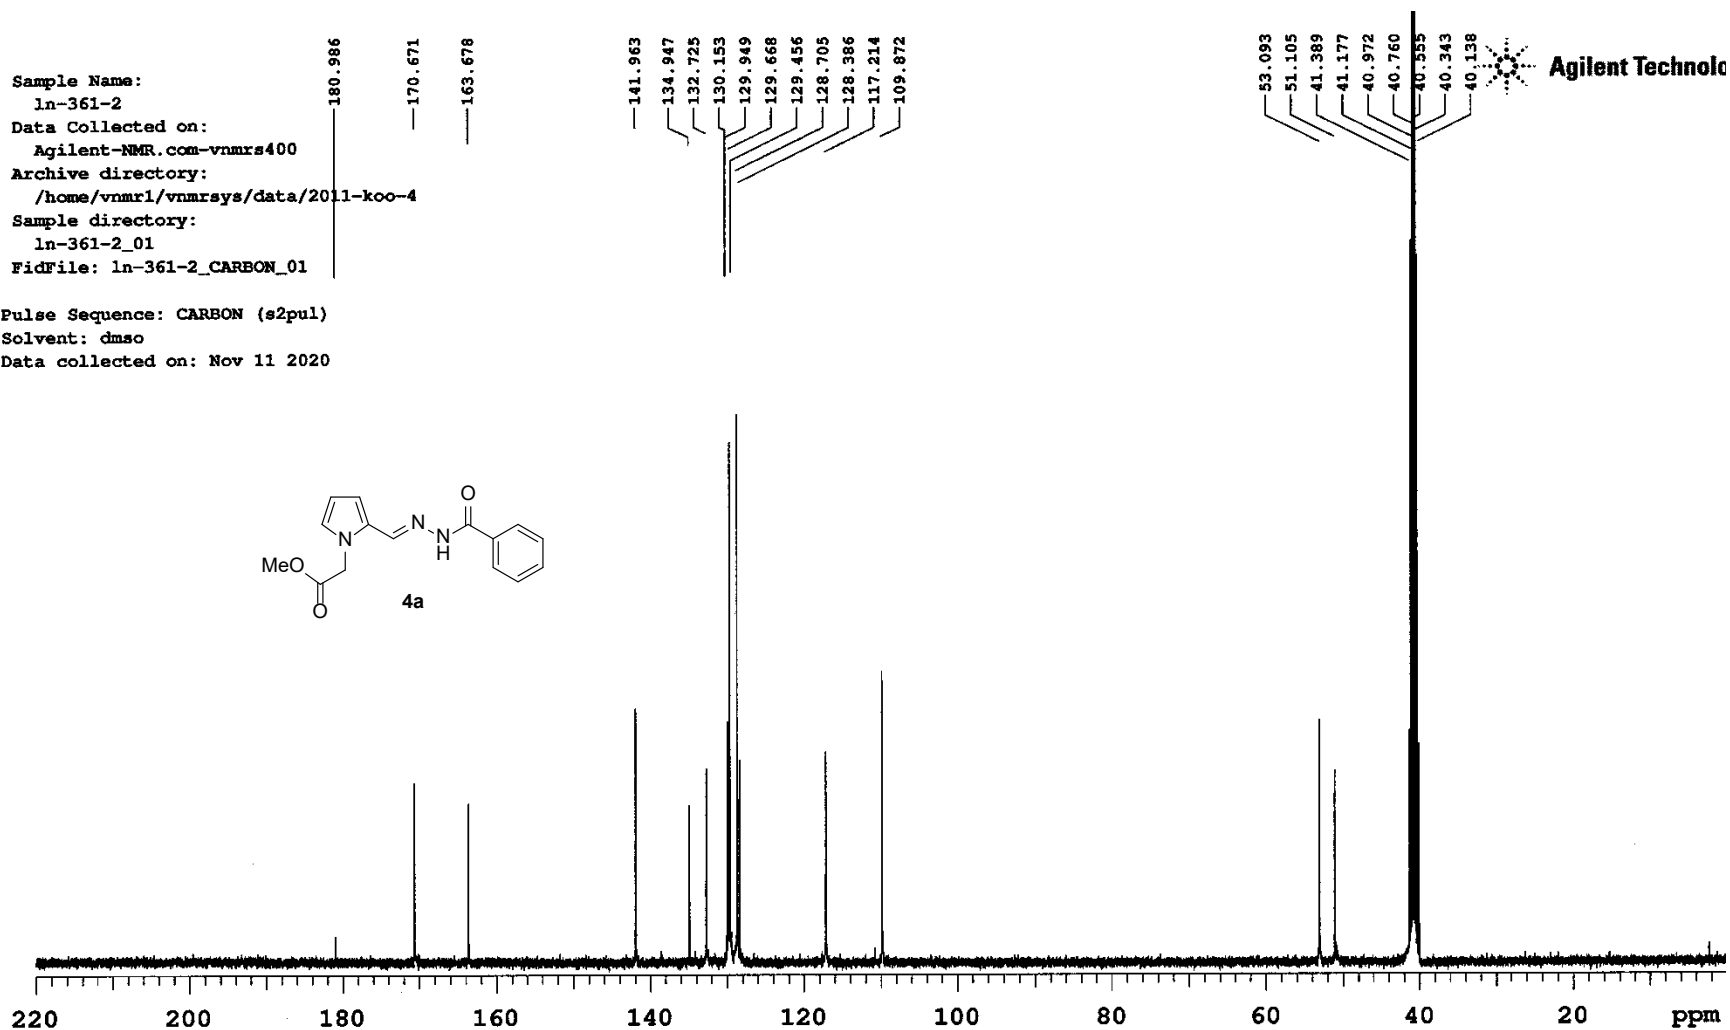 Sample Name:
ln-361-2
Data Collected on:
Agilent-NMR.com-vnmrs400
Archive directory:
/home/vnmr1/vnmrsys/data/2011-koo-4
Sample directory:
ln-361-2_01
FidFile: ln-361-2_CARBON_01
Pulse Sequence: CARBON (s2pul)
Solvent: dmso
Data collected on: Nov 11 2020
180.986
170.671
163.678
141.963
134.947
132.725
130.153
129.949
129.668
129.456
128.705
128.386
117.214
109.872
53.093
51.105
41.389
41.177
40.972
40.760
40.555
40.343
40.138
Agilent Technolo
O
N
N
H
N
MeO
O
4a
220 200 180 160 140 120 100 80 60 40 20 ppm